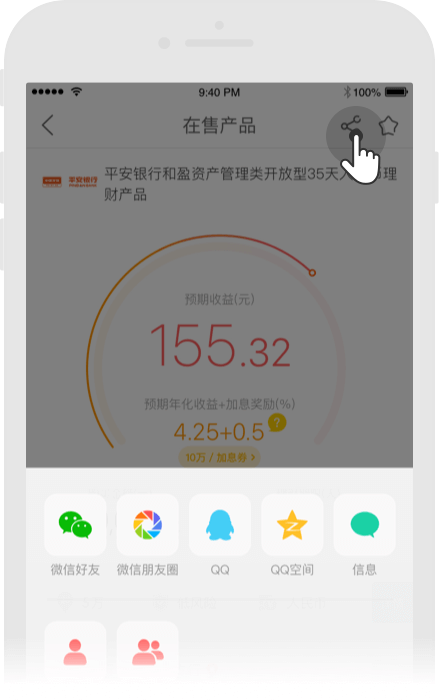 9:40 PM
100%
在售产品
平安银行
平安银行和盈资产管理类开放型35天人
理
财产品
预期收益(元)
155.32
预期年化收益+加息奖励(%)
4.25+0.5
?
10万 / 加息券 >
微信好友
微信朋友圈
QQ
QQ空间
信息